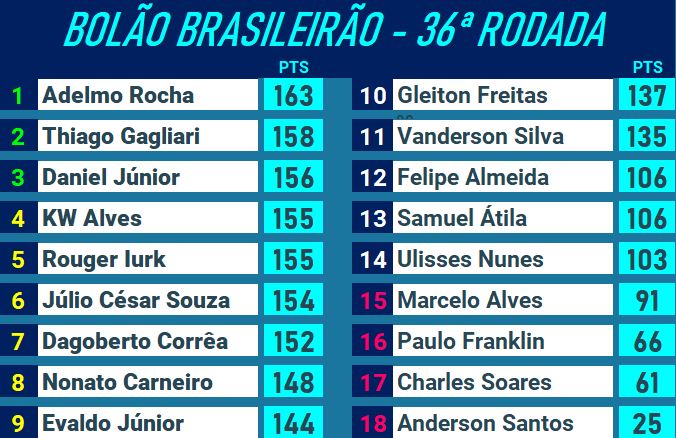 BOLÃO BRASILEIRÃO - 36ª RODADA
PTS
1 Adelmo Rocha 163
2 Thiago Gagliari 158
3 Daniel Júnior 156
4 KW Alves 155
5 Rouger Iurk 155
6 Júlio César Souza 154
7 Dagoberto Corrêa 152
8 Nonato Carneiro 148
9 Evaldo Júnior 144
PTS
10 Gleiton Freitas 137
11 Vanderson Silva 135
12 Felipe Almeida 106
13 Samuel Átila 106
14 Ulisses Nunes 103
15 Marcelo Alves 91
16 Paulo Franklin 66
17 Charles Soares 61
18 Anderson Santos 25